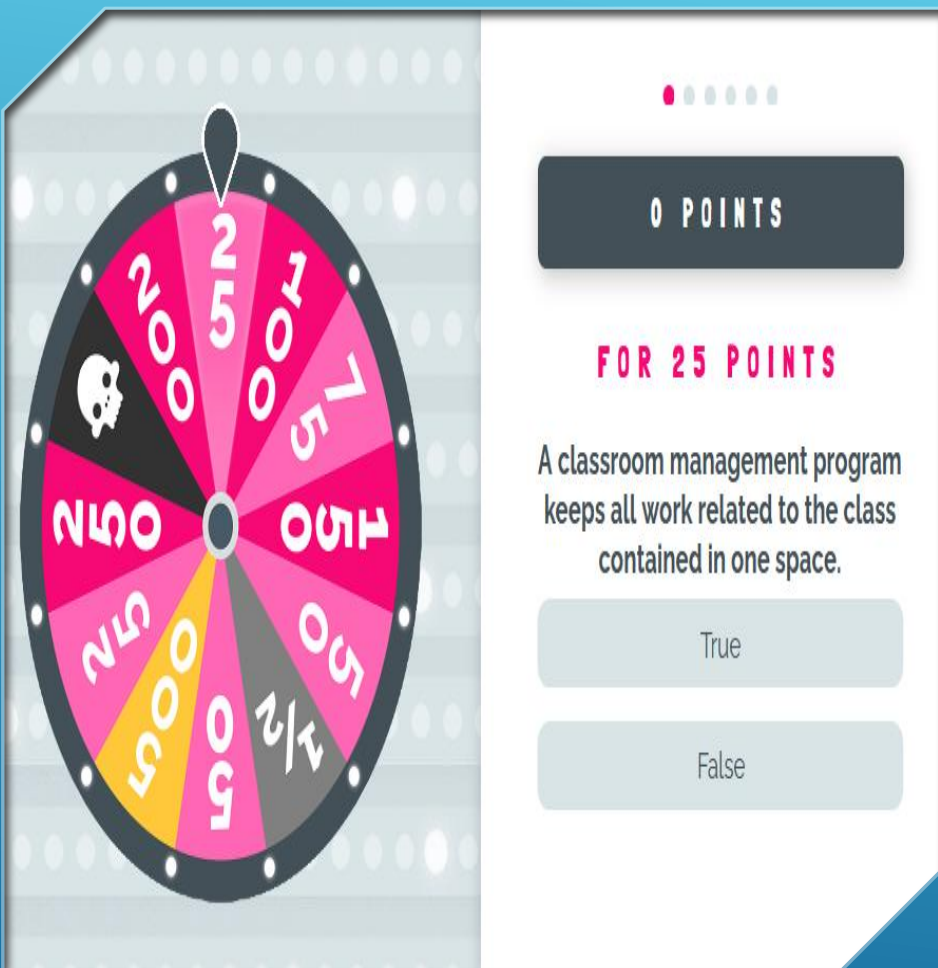 25
100
75
150
50
1/2
50
500
25
250
200
0 POINTS
FOR 25 POINTS
A classroom management program
keeps all work related to the class
contained in one space.
True
False